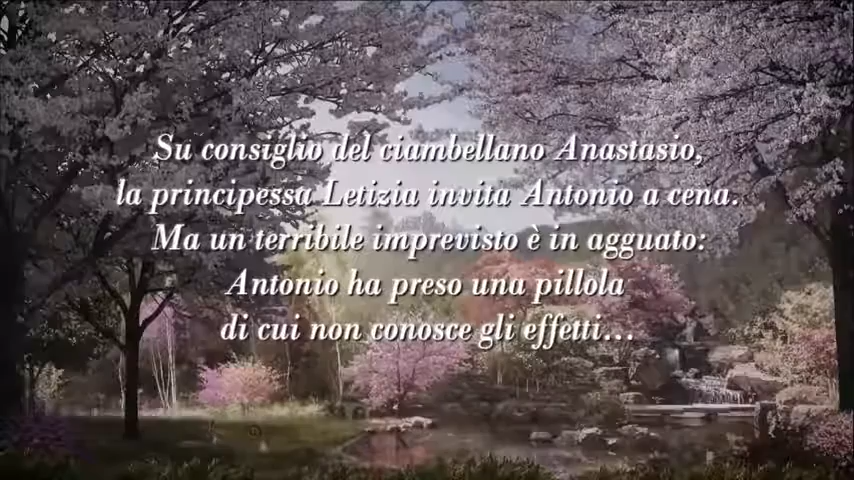 Su consiglio del ciambellano Anastasio,
la principessa Letizia invita Antonio a cena.
Ma un terribile imprevisto è in agguato:
Antonio ha preso una pillola
di cui non conosce gli effetti...